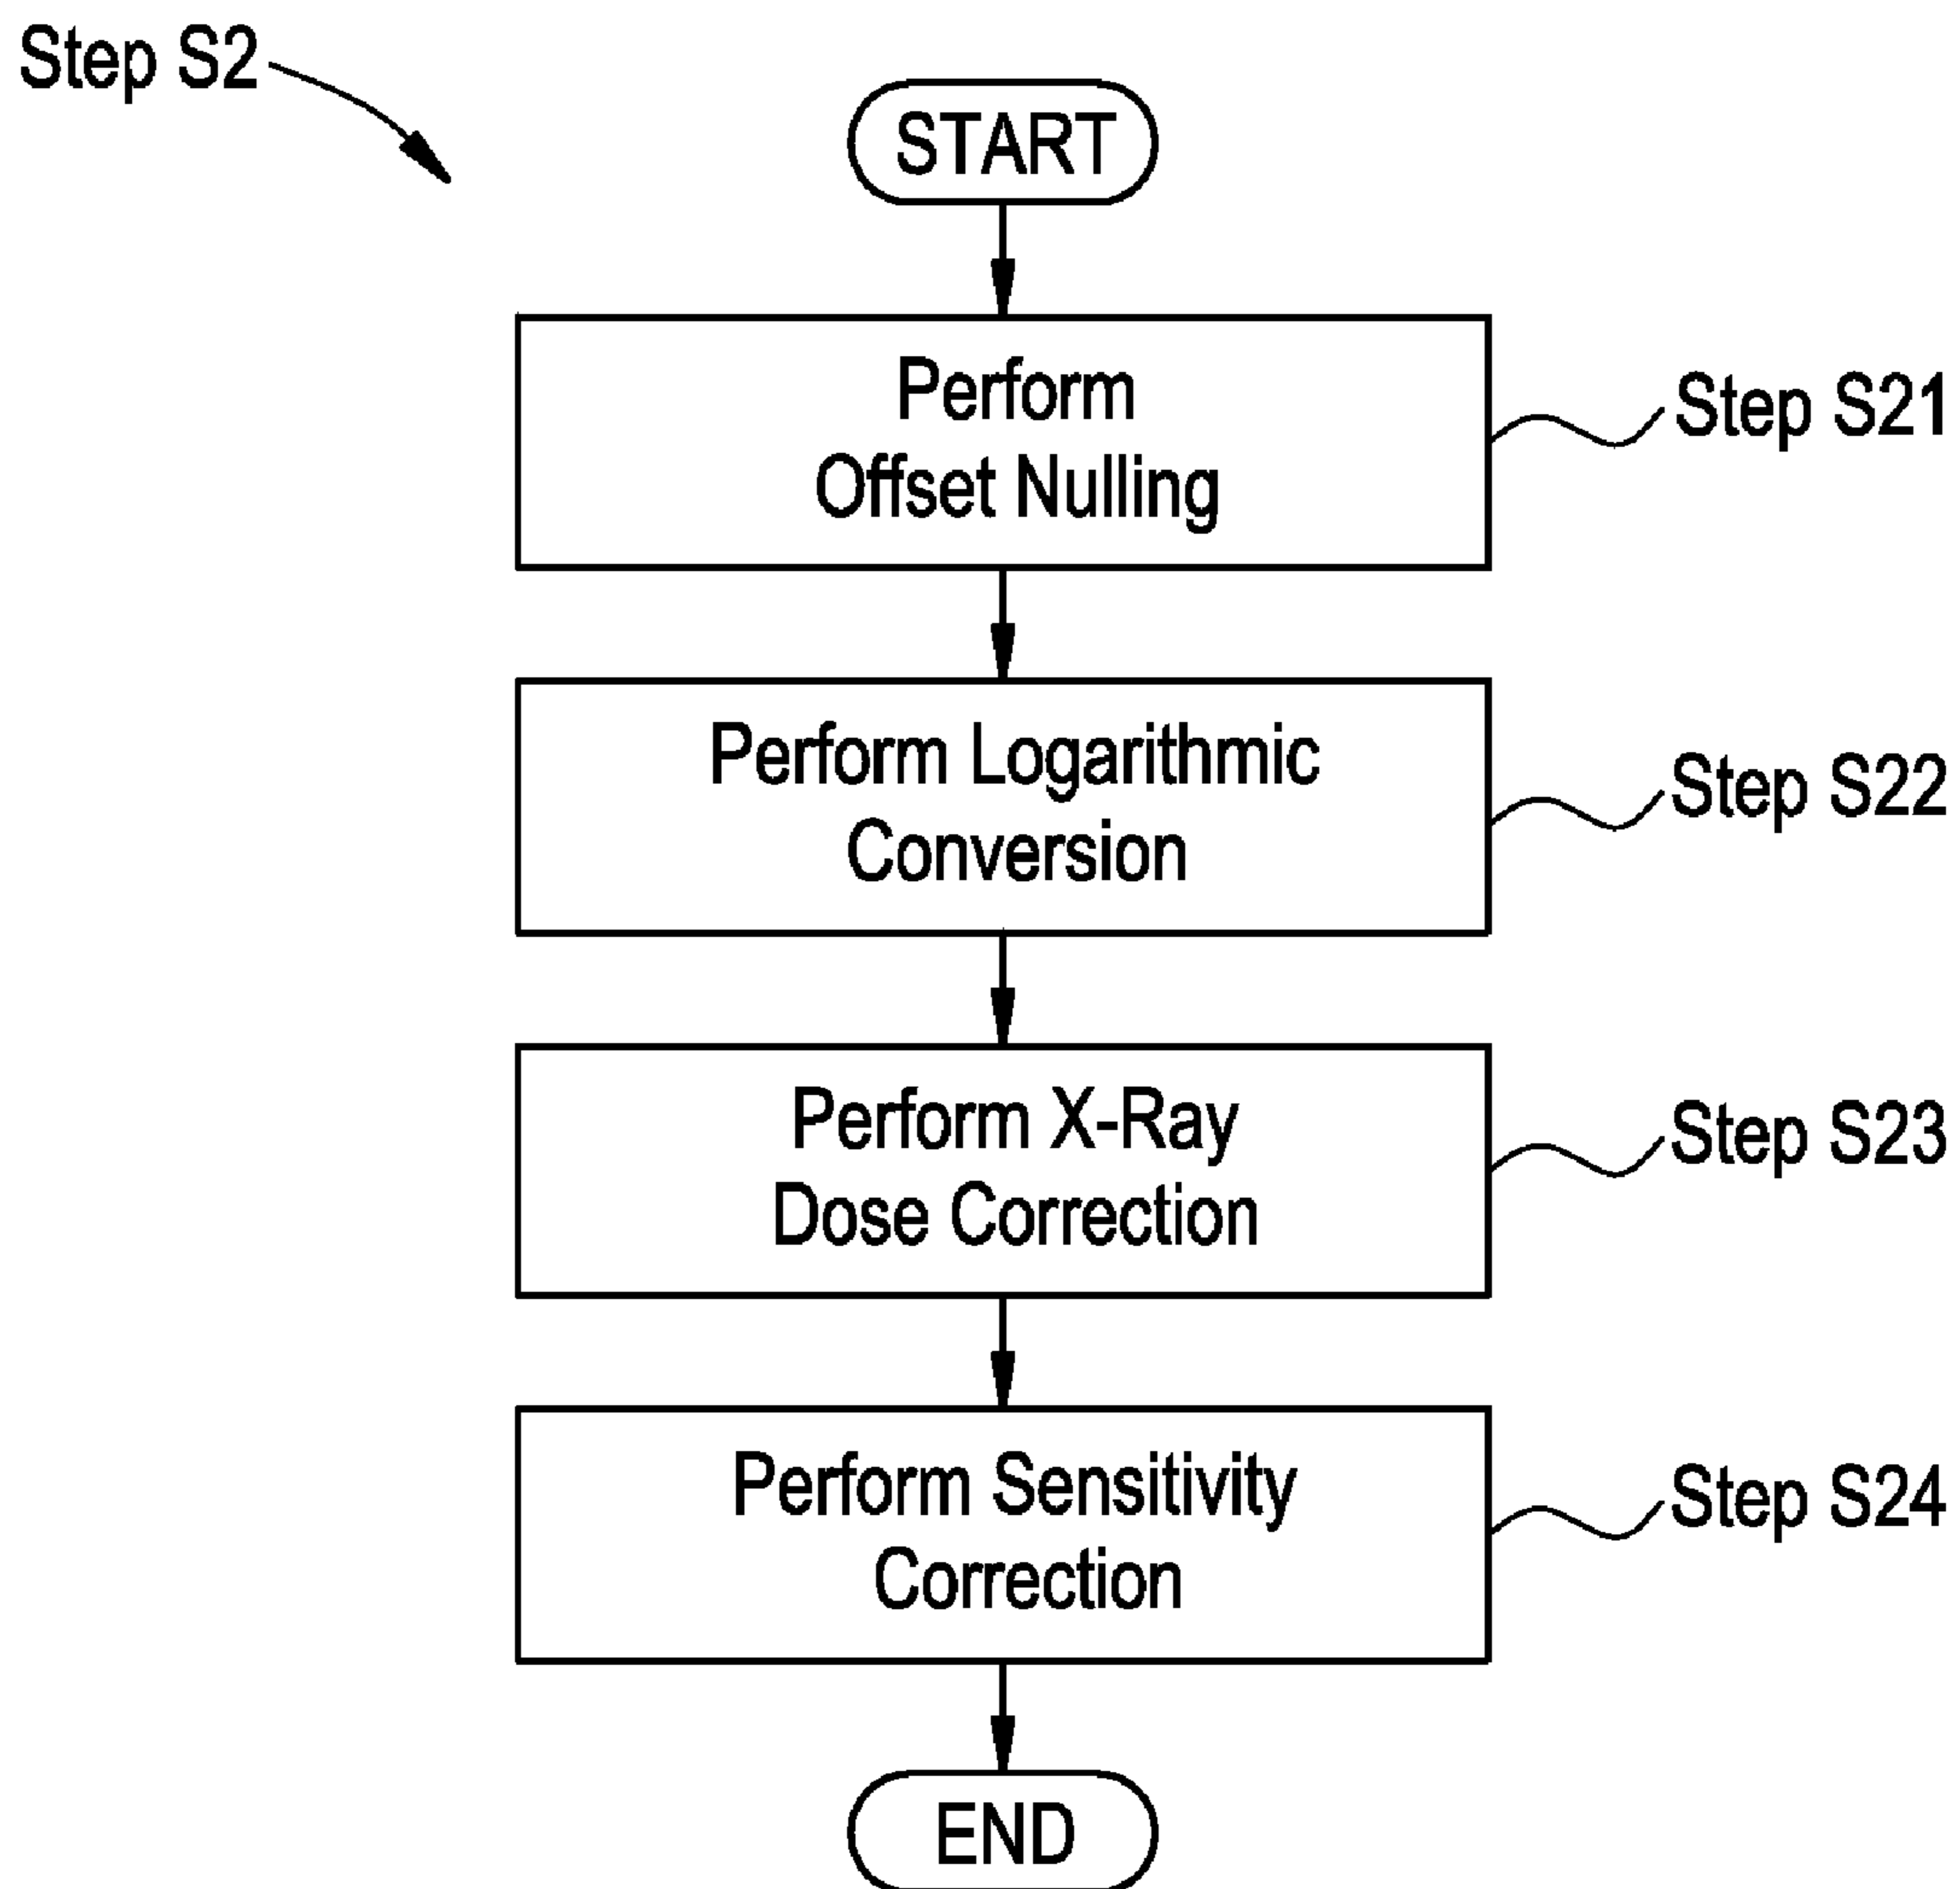 Step S2
START
Perform
Offset Nulling
Step S21
Perform Logarithmic
Conversion
Step S22
Perform X-Ray
Dose Correction
Step S23
Perform Sensitivity
Correction
Step S24
END